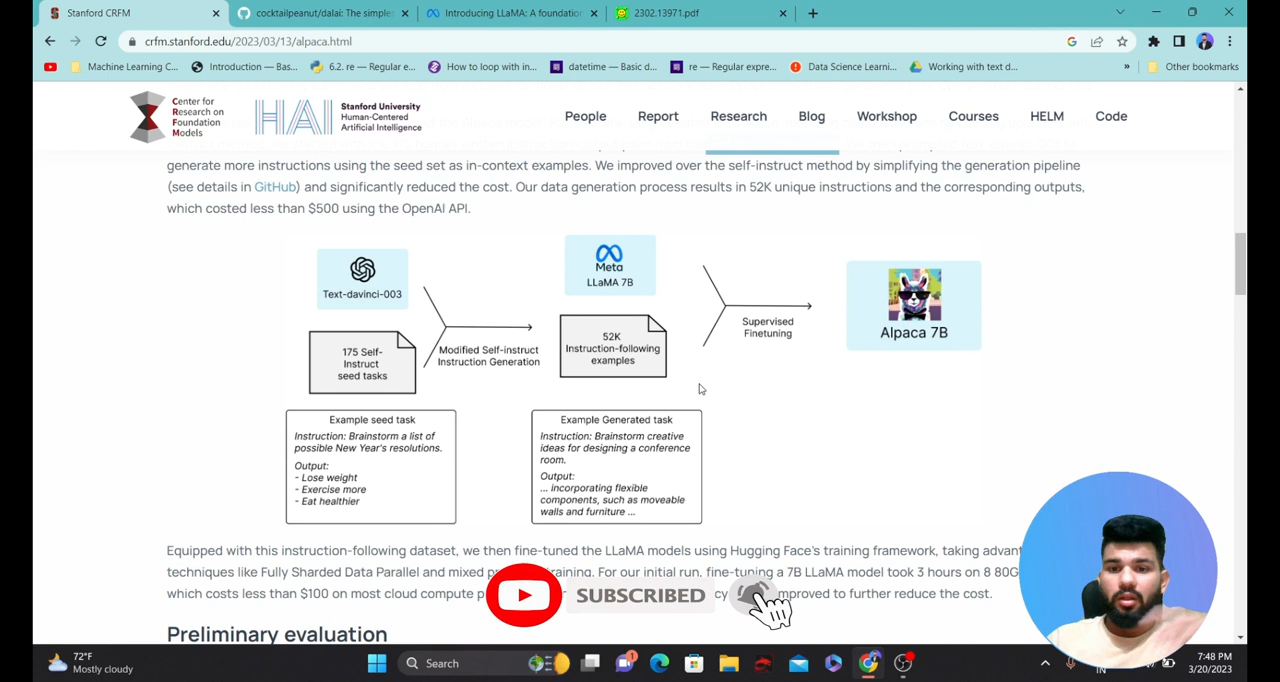 Stanford CRFM
cocktailpeanut/dalai: The simples
Introducing LLaMA: A foundation
2302.13971.pdf
crfm.stanford.edu/2023/03/13/alpaca.html
Machine Learning C...
Introduction — Bas...
6.2. re — Regular e...
How to loop with in...
datetime — Basic d...
re — Regular expre...
Data Science Learni...
Working with text d...
»
Other bookmarks
Center for
Research on
Foundation
Models
HAI
Stanford University
Human-Centered
Artificial Intelligence
People
Report
Research
Blog
Workshop
Courses
HELM
Code
generate more instructions using the seed set as in-context examples. We improved over the self-instruct method by simplifying the generation pipeline
(see details in GitHub) and significantly reduced the cost. Our data generation process results in 52K unique instructions and the corresponding outputs,
which costed less than $500 using the OpenAI API.
Text-davinci-003
175 Self-
Instruct
seed tasks
Modified Self-instruct
Instruction Generation
Meta
LLaMA 7B
52K
Instruction-following
examples
Supervised
Finetuning
Alpaca 7B
Example seed task
Instruction: Brainstorm a list of
possible New Year's resolutions.
Output:
- Lose weight
- Exercise more
- Eat healthier
Example Generated task
Instruction: Brainstorm creative
ideas for designing a conference
room.
Output:
... incorporating flexible
components, such as moveable
walls and furniture ...
Equipped with this instruction-following dataset, we then fine-tuned the LLaMA models using Hugging Face's training framework, taking advan
techniques like Fully Sharded Data Parallel and mixed training. For our initial run, fine-tuning a 7B LLaMA model took 3 hours on 8 80G
which costs less than $100 on most cloud compute improved to further reduce the cost.
SUBSCRIBED
Preliminary evaluation
72°F
Mostly cloudy
Search
1
IN
7:48 PM
3/20/2023